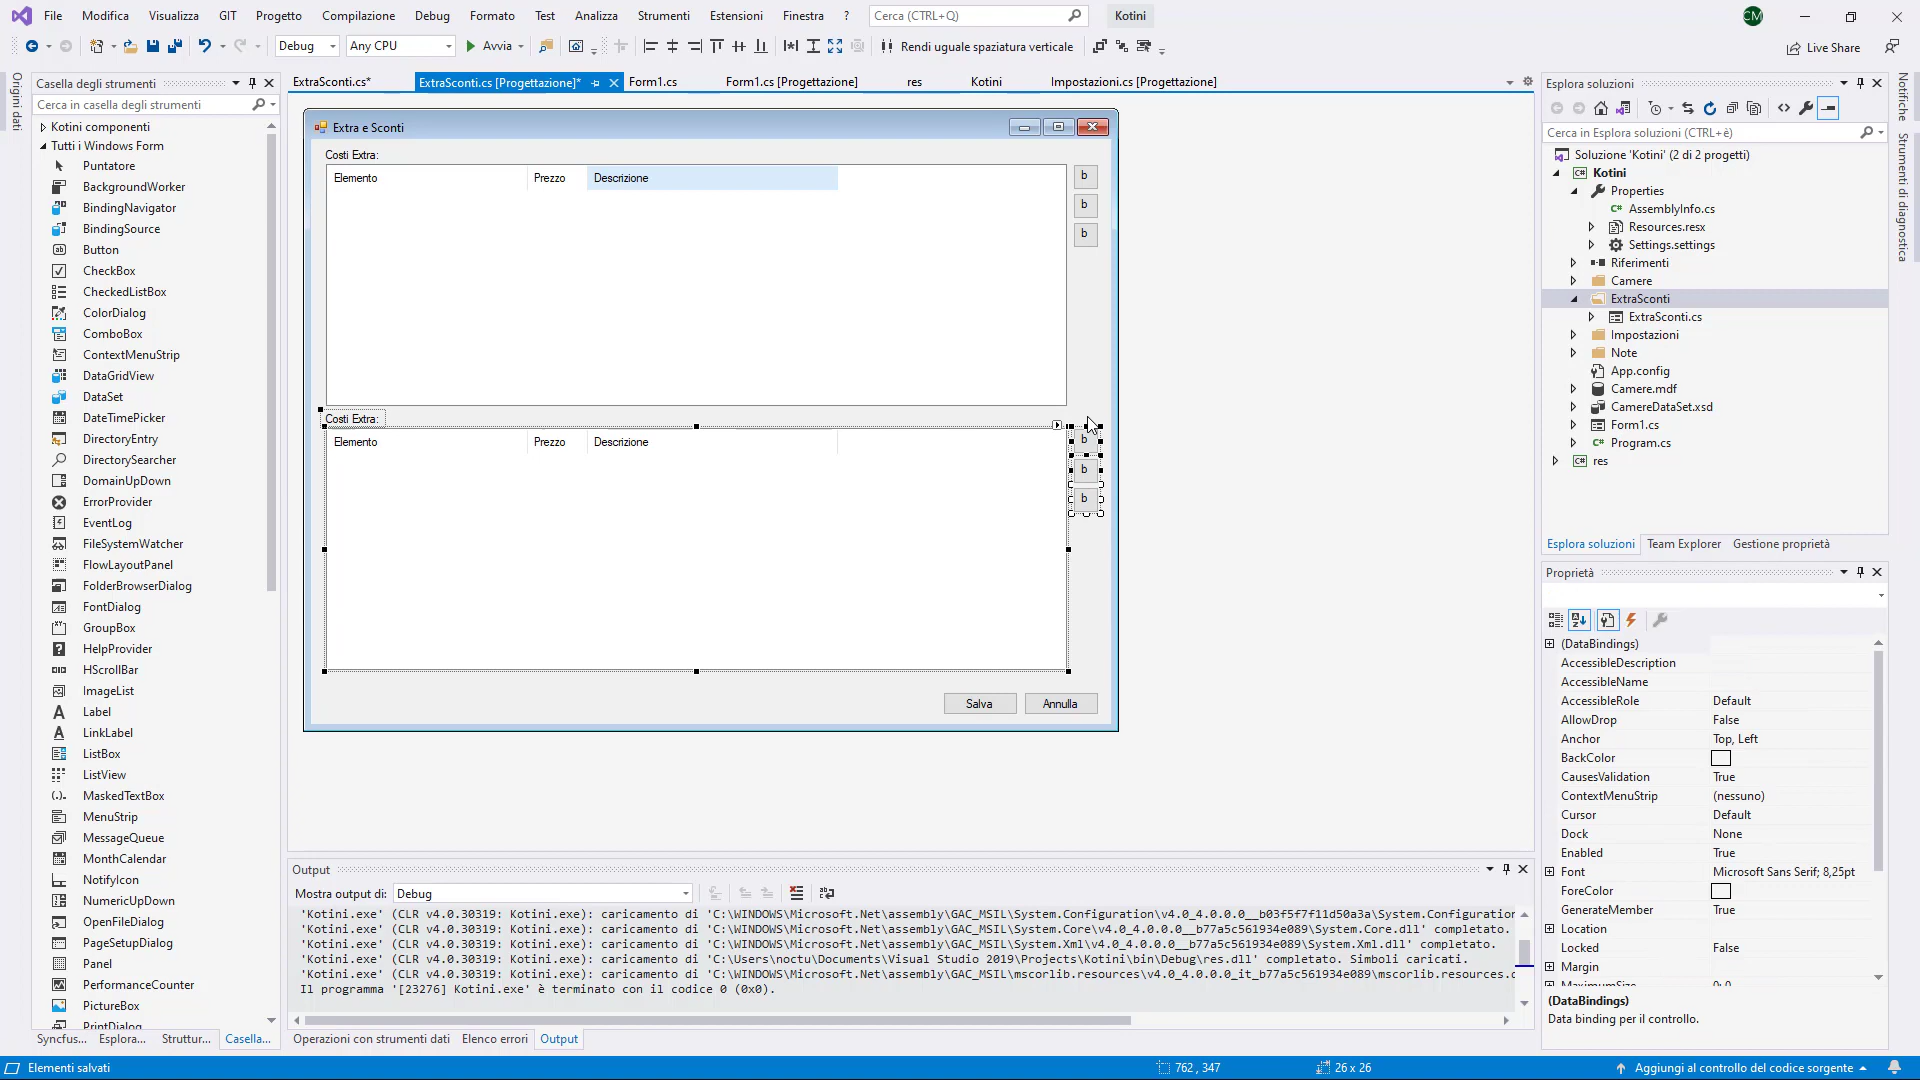 File Modifica Visualizza GIT Progetto Compilazione Debug Formato Test Analizza Strumenti Estensioni Finestra ? Cerca (CTRL+Q) Kotini CM
Debug Any CPU Avvia Rendi uguale spaziatura verticale Live Share
Origini dati
Casella degli strumenti
Cerca in casella degli strumenti
Kotini componenti
Tutti i Windows Form
Puntatore
BackgroundWorker
BindingNavigator
BindingSource
Button
CheckBox
CheckedListBox
ColorDialog
ComboBox
ContextMenuStrip
DataGridView
DataSet
DateTimePicker
DirectoryEntry
DirectorySearcher
DomainUpDown
ErrorProvider
EventLog
FileSystemWatcher
FlowLayoutPanel
FolderBrowserDialog
FontDialog
GroupBox
HelpProvider
HScrollBar
ImageList
Label
LinkLabel
ListBox
ListView
MaskedTextBox
MenuStrip
MessageQueue
MonthCalendar
NotifyIcon
NumericUpDown
OpenFileDialog
PageSetupDialog
Panel
PerformanceCounter
PictureBox
PrintDialog
Syncfus... Esplora... Struttur... Casella...
ExtraSconti.cs* ExtraSconti.cs [Progettazione]* Form1.cs Form1.cs [Progettazione] res Kotini Impostazioni.cs [Progettazione]
Extra e Sconti
Costi Extra:
Elemento Prezzo Descrizione
b
b
b
Costi Extra:
Elemento Prezzo Descrizione
b
b
b
Salva Annulla
Output
Mostra output di: Debug
'Kotini.exe' (CLR v4.0.30319: Kotini.exe): caricamento di 'C:\WINDOWS\Microsoft.Net\assembly\GAC_MSIL\System.Configuration\v4.0_4.0.0.0__b03f5f7f11d50a3a\System.Configuration
'Kotini.exe' (CLR v4.0.30319: Kotini.exe): caricamento di 'C:\WINDOWS\Microsoft.Net\assembly\GAC_MSIL\System.Core\v4.0_4.0.0.0__b77a5c561934e089\System.Core.dll' completato.
'Kotini.exe' (CLR v4.0.30319: Kotini.exe): caricamento di 'C:\WINDOWS\Microsoft.Net\assembly\GAC_MSIL\System.Xml\v4.0_4.0.0.0__b77a5c561934e089\System.Xml.dll' completato.
'Kotini.exe' (CLR v4.0.30319: Kotini.exe): caricamento di 'C:\Users\noctu\Documents\Visual Studio 2019\Projects\Kotini\bin\Debug\res.dll' completato. Simboli caricati.
'Kotini.exe' (CLR v4.0.30319: Kotini.exe): caricamento di 'C:\WINDOWS\Microsoft.Net\assembly\GAC_MSIL\mscorlib.resources\v4.0_4.0.0.0_it_b77a5c561934e089\mscorlib.resources.d
Il programma '[23276] Kotini.exe' è terminato con il codice 0 (0x0).
Operazioni con strumenti dati Elenco errori Output
Esplora soluzioni
Cerca in Esplora soluzioni (CTRL+è)
Soluzione 'Kotini' (2 di 2 progetti)
Kotini
Properties
AssemblyInfo.cs
Resources.resx
Settings.settings
Riferimenti
Camere
ExtraSconti
ExtraSconti.cs
Impostazioni
Note
App.config
Camere.mdf
CamereDataSet.xsd
Form1.cs
Program.cs
res
Esplora soluzioni Team Explorer Gestione proprietà
Proprietà
(DataBindings)
AccessibleDescription
AccessibleName
AccessibleRole Default
AllowDrop False
Anchor Top, Left
BackColor
CausesValidation True
ContextMenuStrip (nessuno)
Cursor Default
Dock None
Enabled True
Font Microsoft Sans Serif; 8,25pt
ForeColor
GenerateMember True
Location
Locked False
Margin
MaximumSize 0; 0
(DataBindings)
Data binding per il controllo.
Notifiche
Strumenti di diagnostica
Elementi salvati 762 , 347 26 x 26 Aggiungi al controllo del codice sorgente